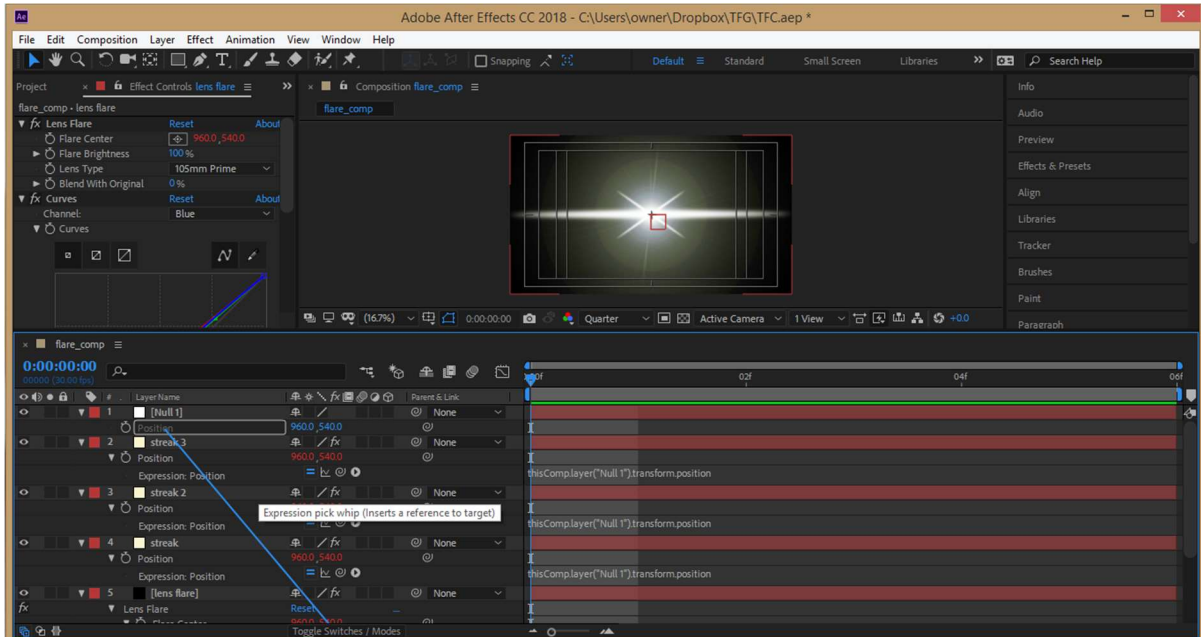 Ae
Adobe After Effects CC 2018 - C:\Users\owner\Dropbox\TFG\TFC.aep *
File Edit Composition Layer Effect Animation View Window Help
Snapping Default Standard Small Screen Libraries Search Help
Project Effect Controls lens flare
Composition flare_comp
flare_comp • lens flare
flare_comp
fx Lens Flare Reset About
Flare Center 960.0 ,540.0
Flare Brightness 100 %
Lens Type 105mm Prime
Blend With Original 0 %
fx Curves Reset About
Channel: Blue
Curves
Info
Audio
Preview
Effects & Presets
Align
Libraries
Tracker
Brushes
Paint
Paragraph
(16.7%) 0:00:00:00 Quarter Active Camera 1 View +0.0
flare_comp
0:00:00:00
00000 (30.00 fps)
02f 04f 06f
# Layer Name Parent & Link
1 [Null 1] None
Position 960.0 ,540.0
2 streak 3 fx None
Position 960.0 ,540.0
Expression: Position thisComp.layer("Null 1").transform.position
3 streak 2 fx None
Position
Expression pick whip (Inserts a reference to target)
Expression: Position thisComp.layer("Null 1").transform.position
4 streak fx None
Position 960.0 ,540.0
Expression: Position thisComp.layer("Null 1").transform.position
5 [lens flare] fx None
fx Lens Flare Reset ...
Toggle Switches / Modes